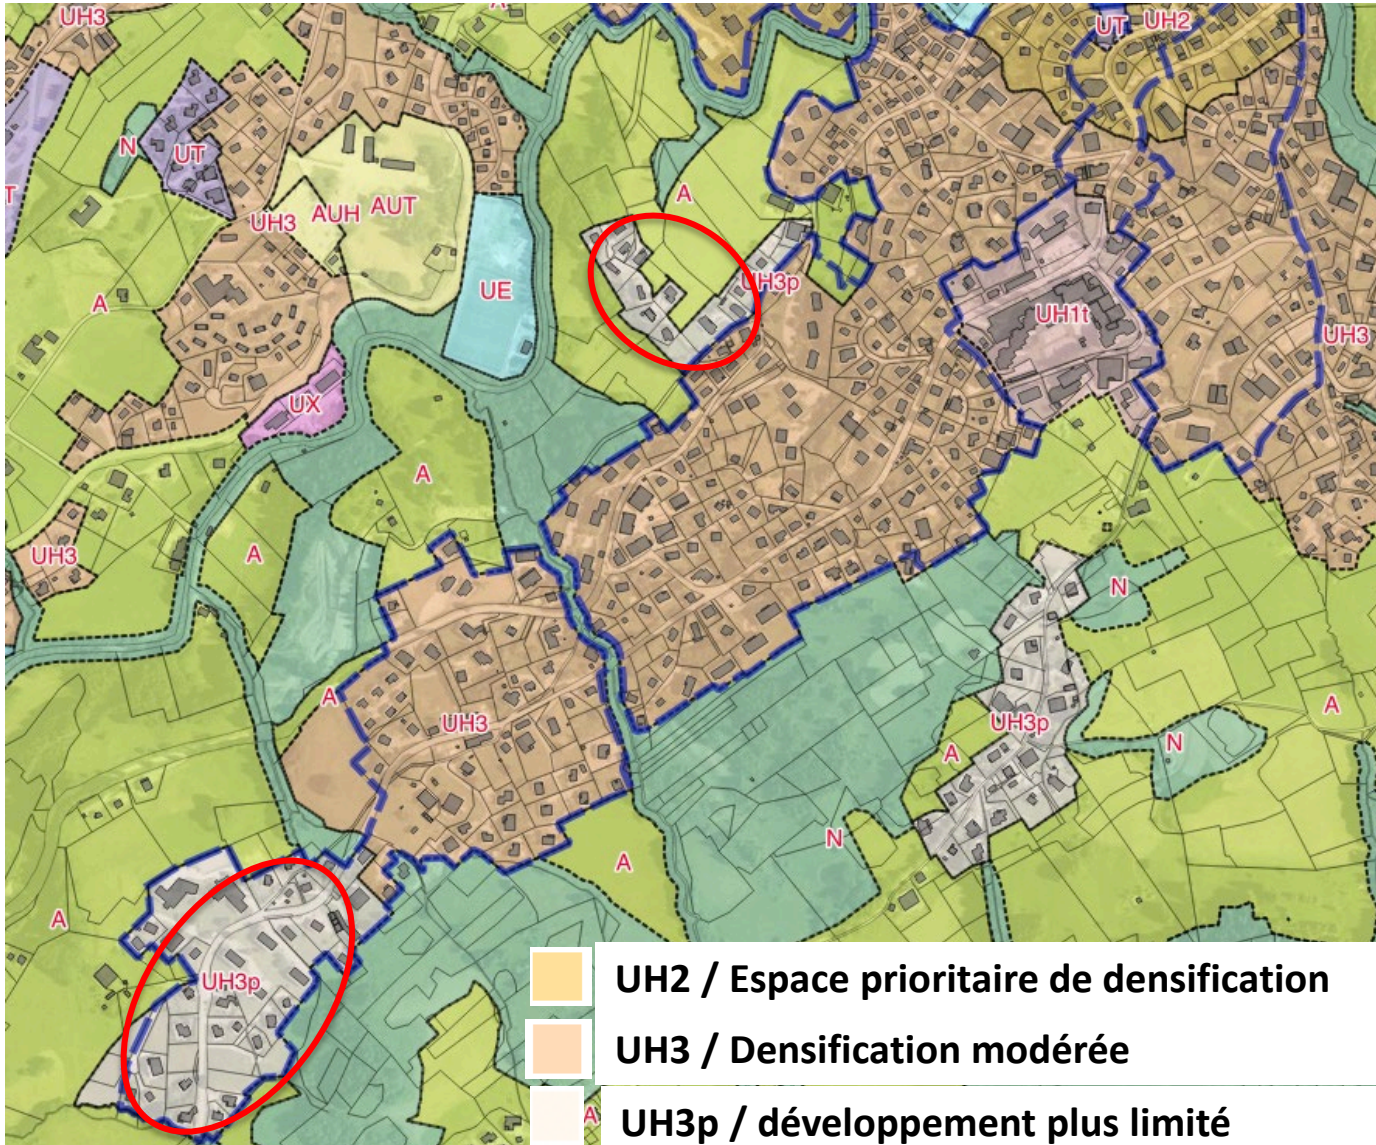 UH3
A
UT
UH2
N
UT
T
A
UH3
AUH
AUT
UH3p
A
UE
UH1t
UH3
UX
A
UH3
A
N
A
UH3
UH3p
A
A
N
N
A
A
UH3p
UH2 / Espace prioritaire de densification
UH3 / Densification modérée
A
UH3p / développement plus limité